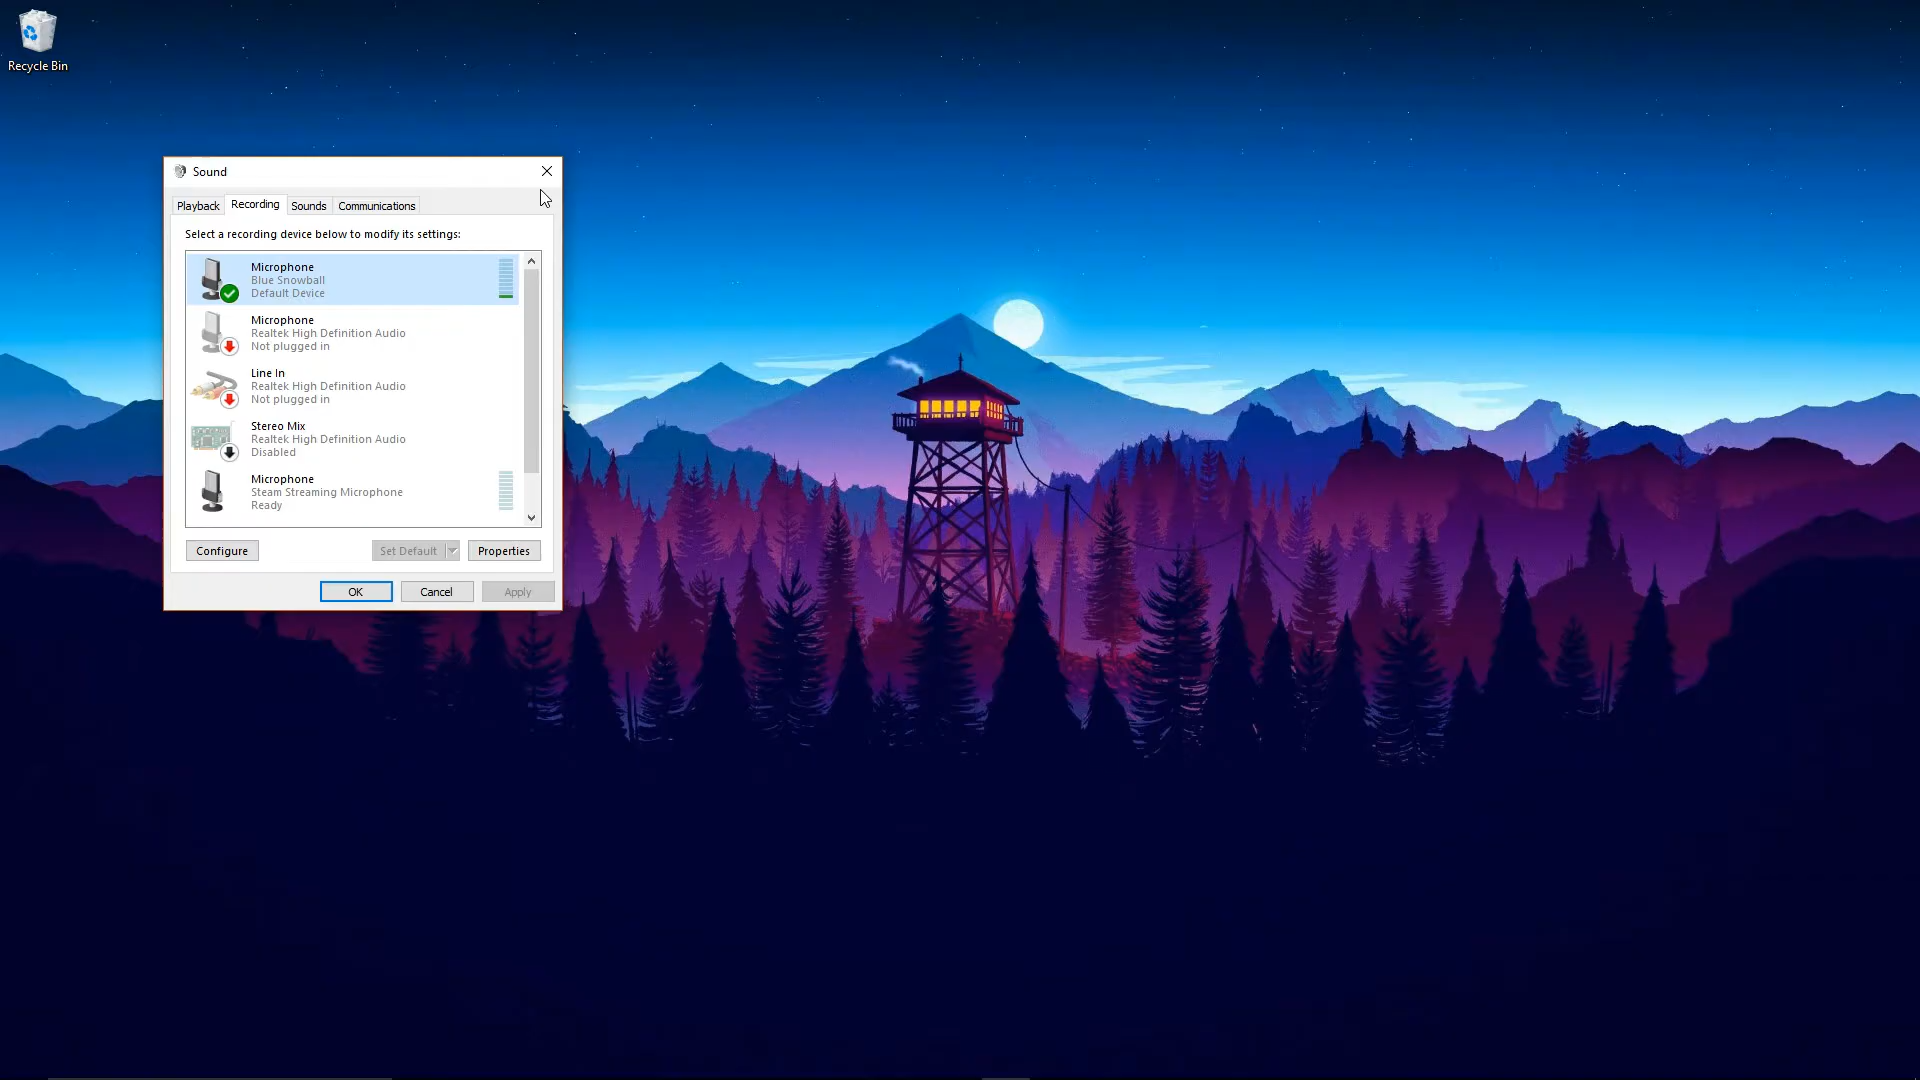 Recycle Bin
Sound
Playback
Recording
Sounds
Communications
Select a recording device below to modify its settings:
Microphone
Blue Snowball
Default Device
Microphone
Realtek High Definition Audio
Not plugged in
Line In
Realtek High Definition Audio
Not plugged in
Stereo Mix
Realtek High Definition Audio
Disabled
Microphone
Steam Streaming Microphone
Ready
Configure
Set Default
Properties
OK
Cancel
Apply